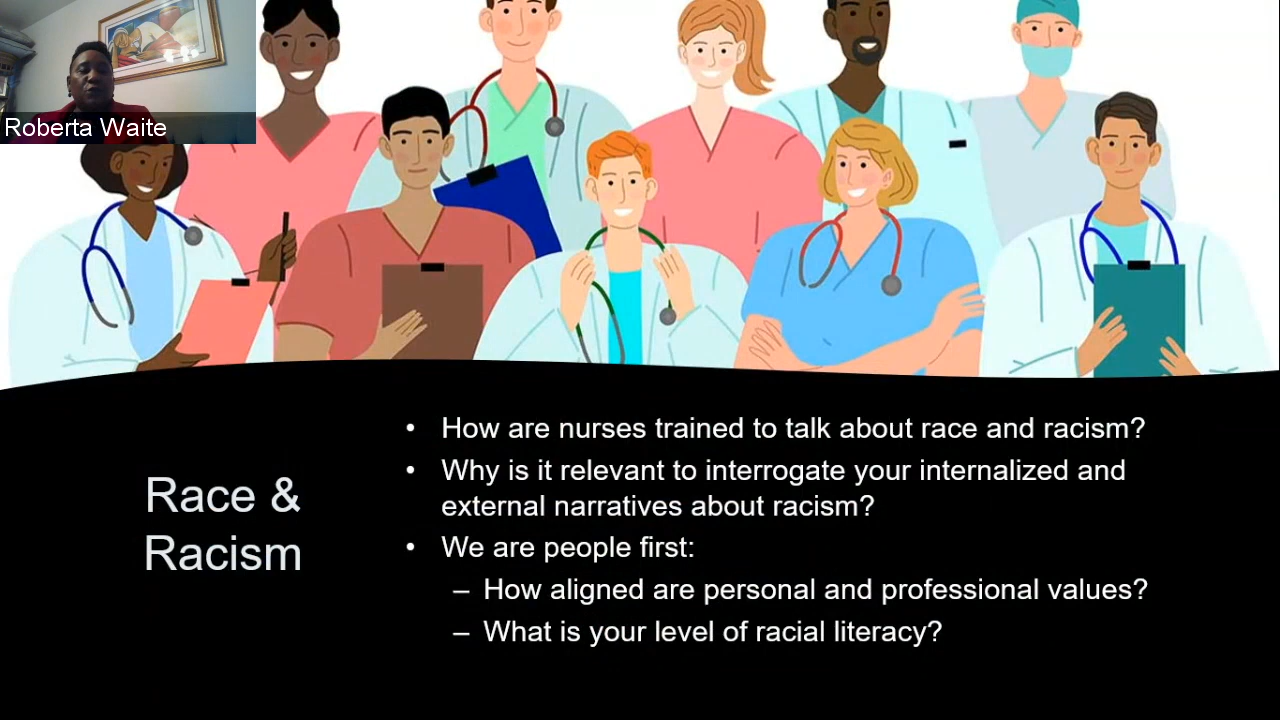 Roberta Waite
Race &
Racism
• How are nurses trained to talk about race and racism?
• Why is it relevant to interrogate your internalized and
external narratives about racism?
• We are people first:
– How aligned are personal and professional values?
– What is your level of racial literacy?